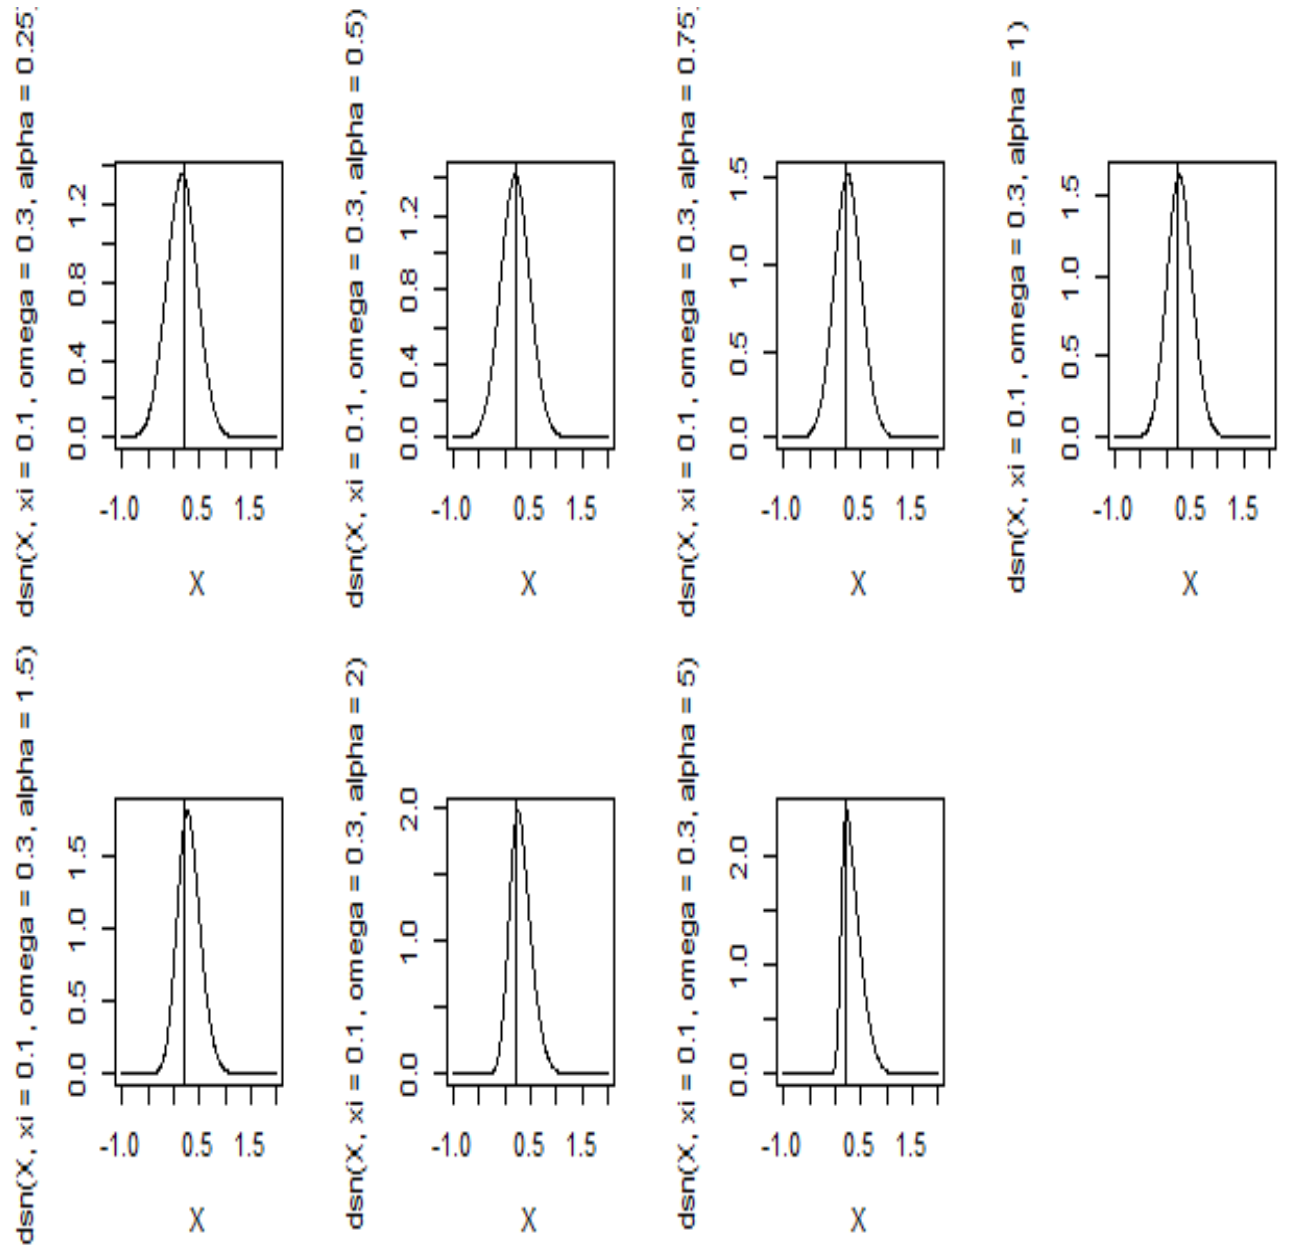 dsn(X, xi = 0.1, omega = 0.3, alpha = 0.25)
0.0 0.4 0.8 1.2
-1.0 0.5 1.5
X
dsn(X, xi = 0.1, omega = 0.3, alpha = 0.5)
0.0 0.4 0.8 1.2
-1.0 0.5 1.5
X
dsn(X, xi = 0.1, omega = 0.3, alpha = 0.75)
0.0 0.5 1.0 1.5
-1.0 0.5 1.5
X
dsn(X, xi = 0.1, omega = 0.3, alpha = 1)
0.0 0.5 1.0 1.5
-1.0 0.5 1.5
X
dsn(X, xi = 0.1, omega = 0.3, alpha = 1.5)
0.0 0.5 1.0 1.5
-1.0 0.5 1.5
X
dsn(X, xi = 0.1, omega = 0.3, alpha = 2)
0.0 1.0 2.0
-1.0 0.5 1.5
X
dsn(X, xi = 0.1, omega = 0.3, alpha = 5)
0.0 1.0 2.0
-1.0 0.5 1.5
X